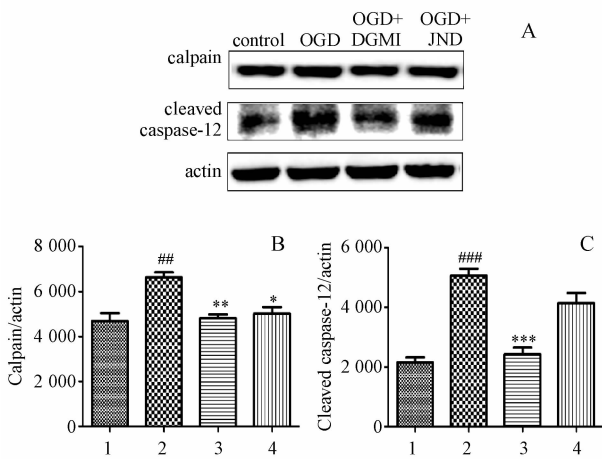 control OGD OGD+ DGMI OGD+ JND A
calpain
cleaved
caspase-12
actin
B
Calpain/actin
8 000
6 000
4 000
2 000
0
##
**
*
1 2 3 4
C
Cleaved caspase-12/actin
6 000
4 000
2 000
0
###
***
1 2 3 4